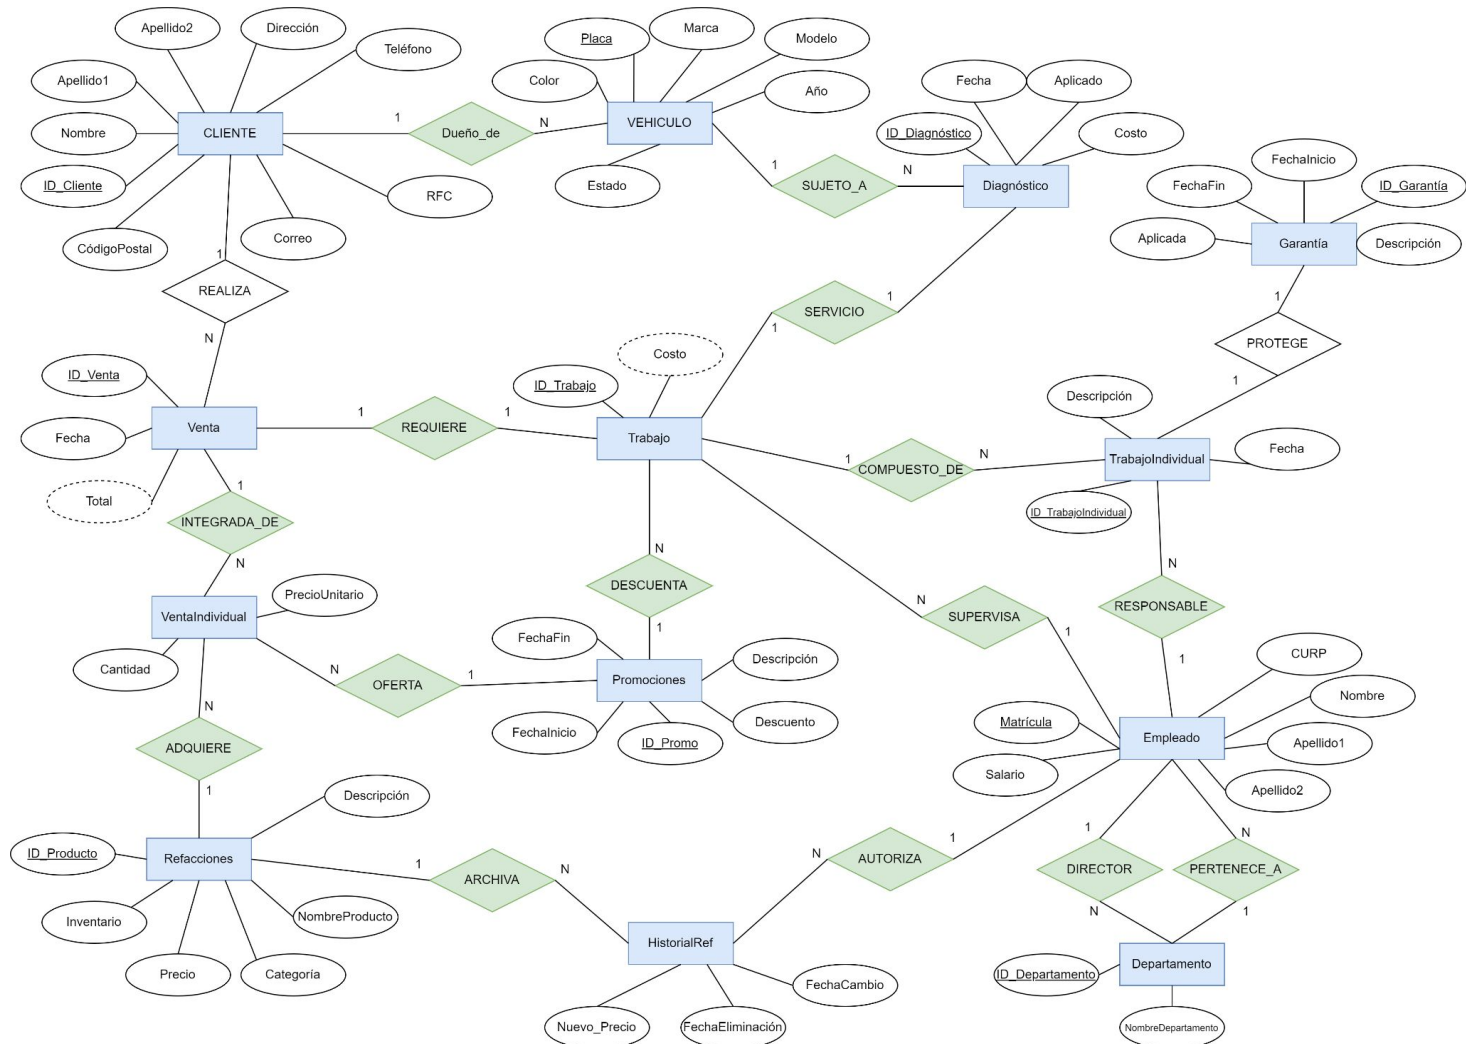 Apellido2
Dirección
Teléfono
Apellido1
Nombre
ID_Cliente
CódigoPostal
Correo
RFC
CLIENTE
1
Dueño_de
N
Placa
Marca
Modelo
Color
Año
VEHICULO
Estado
1
SUJETO_A
N
Fecha
Aplicado
ID_Diagnóstico
Costo
Diagnóstico
FechaInicio
FechaFin
ID_Garantía
Aplicada
Garantía
Descripción
1
REALIZA
N
1
SERVICIO
1
1
PROTEGE
1
ID_Venta
Fecha
Venta
Total
1
REQUIERE
1
ID_Trabajo
Costo
Trabajo
1
COMPUESTO_DE
N
Descripción
TrabajoIndividual
Fecha
ID_TrabajoIndividual
1
INTEGRADA_DE
N
PrecioUnitario
VentaIndividual
Cantidad
N
DESCUENTA
1
N
SUPERVISA
1
N
RESPONSABLE
1
N
OFERTA
1
FechaFin
Descripción
Promociones
FechaInicio
ID_Promo
Descuento
N
ADQUIERE
1
CURP
Nombre
Matrícula
Empleado
Apellido1
Salario
Apellido2
Descripción
ID_Producto
Refacciones
Inventario
NombreProducto
Precio
Categoría
1
ARCHIVA
N
N
AUTORIZA
1
1
DIRECTOR
N
N
PERTENECE_A
1
HistorialRef
Nuevo_Precio
FechaEliminación
FechaCambio
Departamento
ID_Departamento
NombreDepartamento